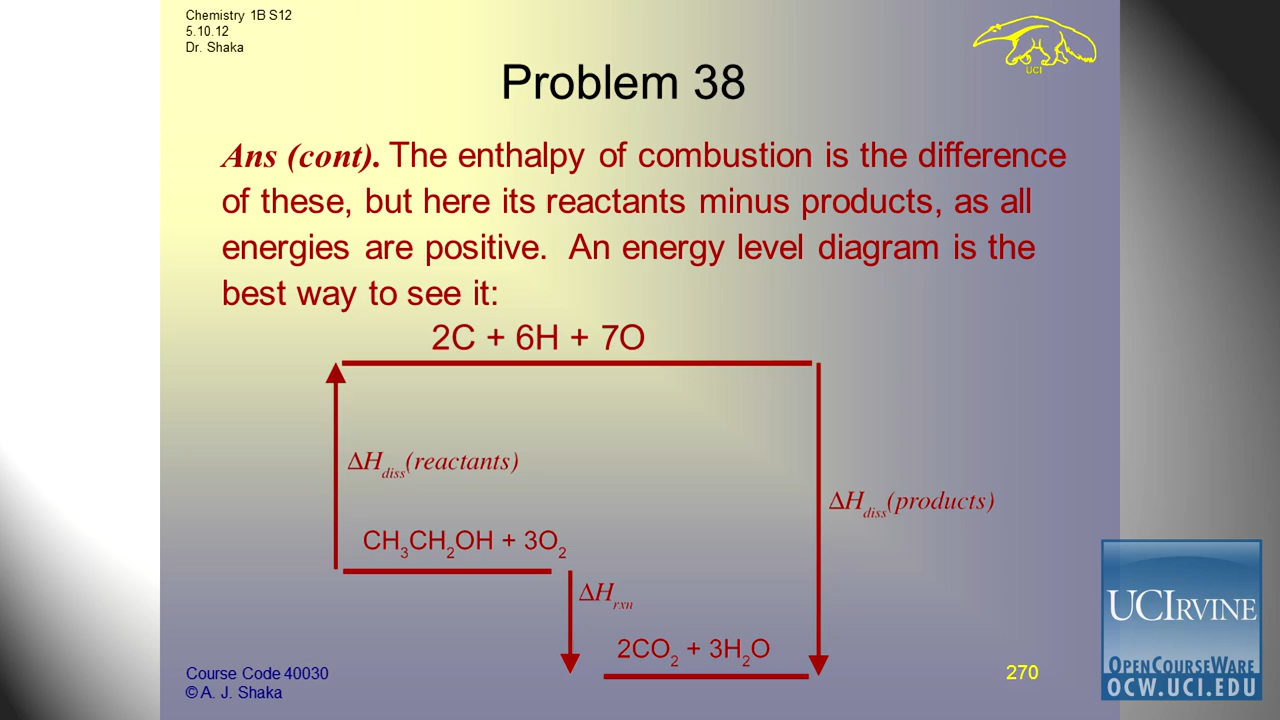 Chemistry 1B S12
5.10.12
Dr. Shaka
UCI
Problem 38
Ans (cont). The enthalpy of combustion is the difference
of these, but here its reactants minus products, as all
energies are positive. An energy level diagram is the
best way to see it:
2C + 6H + 7O
ΔH_diss(reactants)
ΔH_diss(products)
CH₃CH₂OH + 3O₂
ΔH_rxn
2CO₂ + 3H₂O
Course Code 40030
© A. J. Shaka
270
UCIRVINE
OPENCOURSEWARE
OCW.UCI.EDU